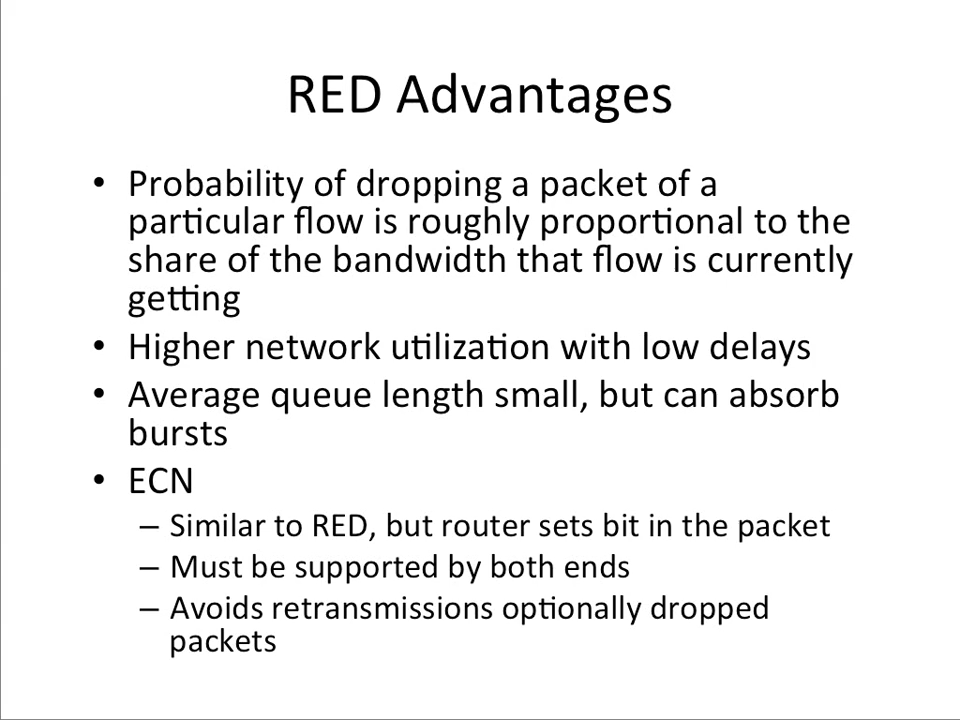 RED Advantages
• Probability of dropping a packet of a
particular flow is roughly proportional to the
share of the bandwidth that flow is currently
getting
• Higher network utilization with low delays
• Average queue length small, but can absorb
bursts
• ECN
– Similar to RED, but router sets bit in the packet
– Must be supported by both ends
– Avoids retransmissions optionally dropped
packets